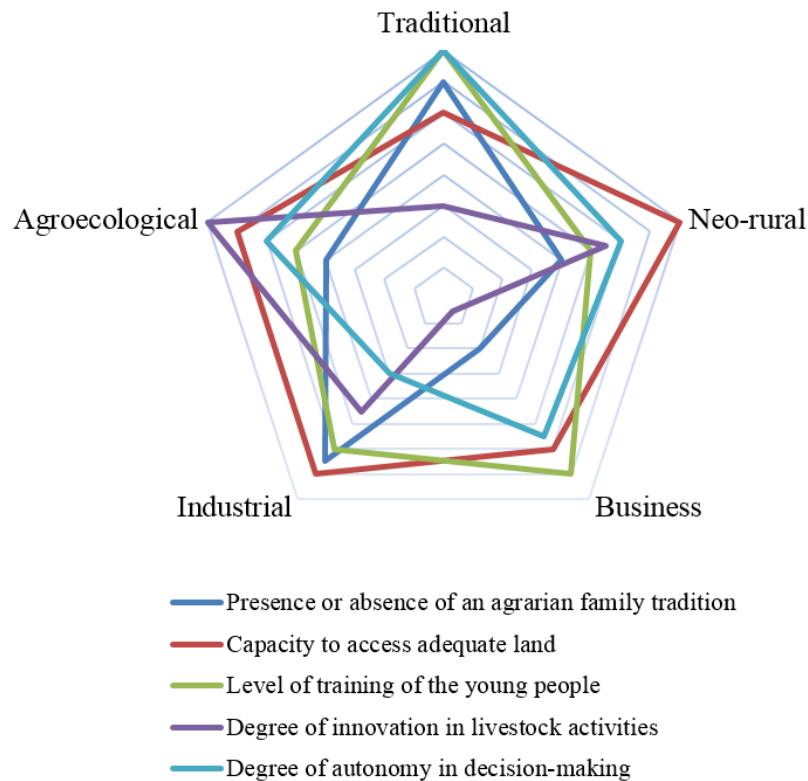 Traditional
Agroecological
Neo-rural
Industrial
Business
Presence or absence of an agrarian family tradition
Capacity to access adequate land
Level of training of the young people
Degree of innovation in livestock activities
Degree of autonomy in decision-making